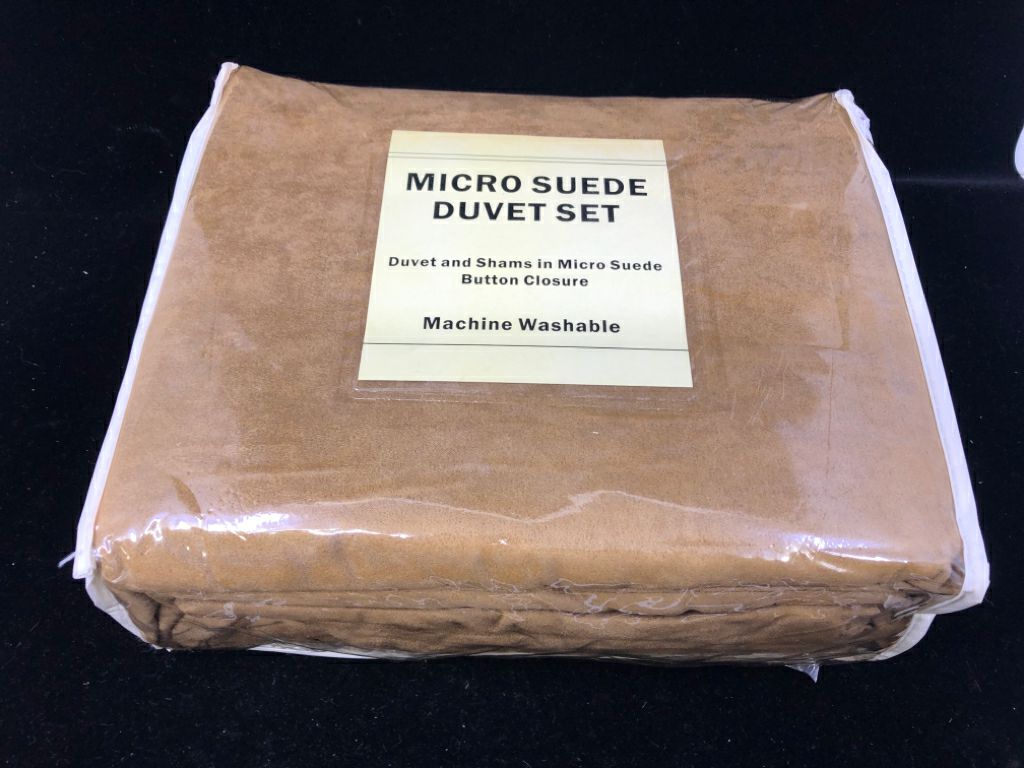 MICRO SUEDE
DUVET SET
Duvet and Shams in Micro Suede
Button Closure
Machine Washable